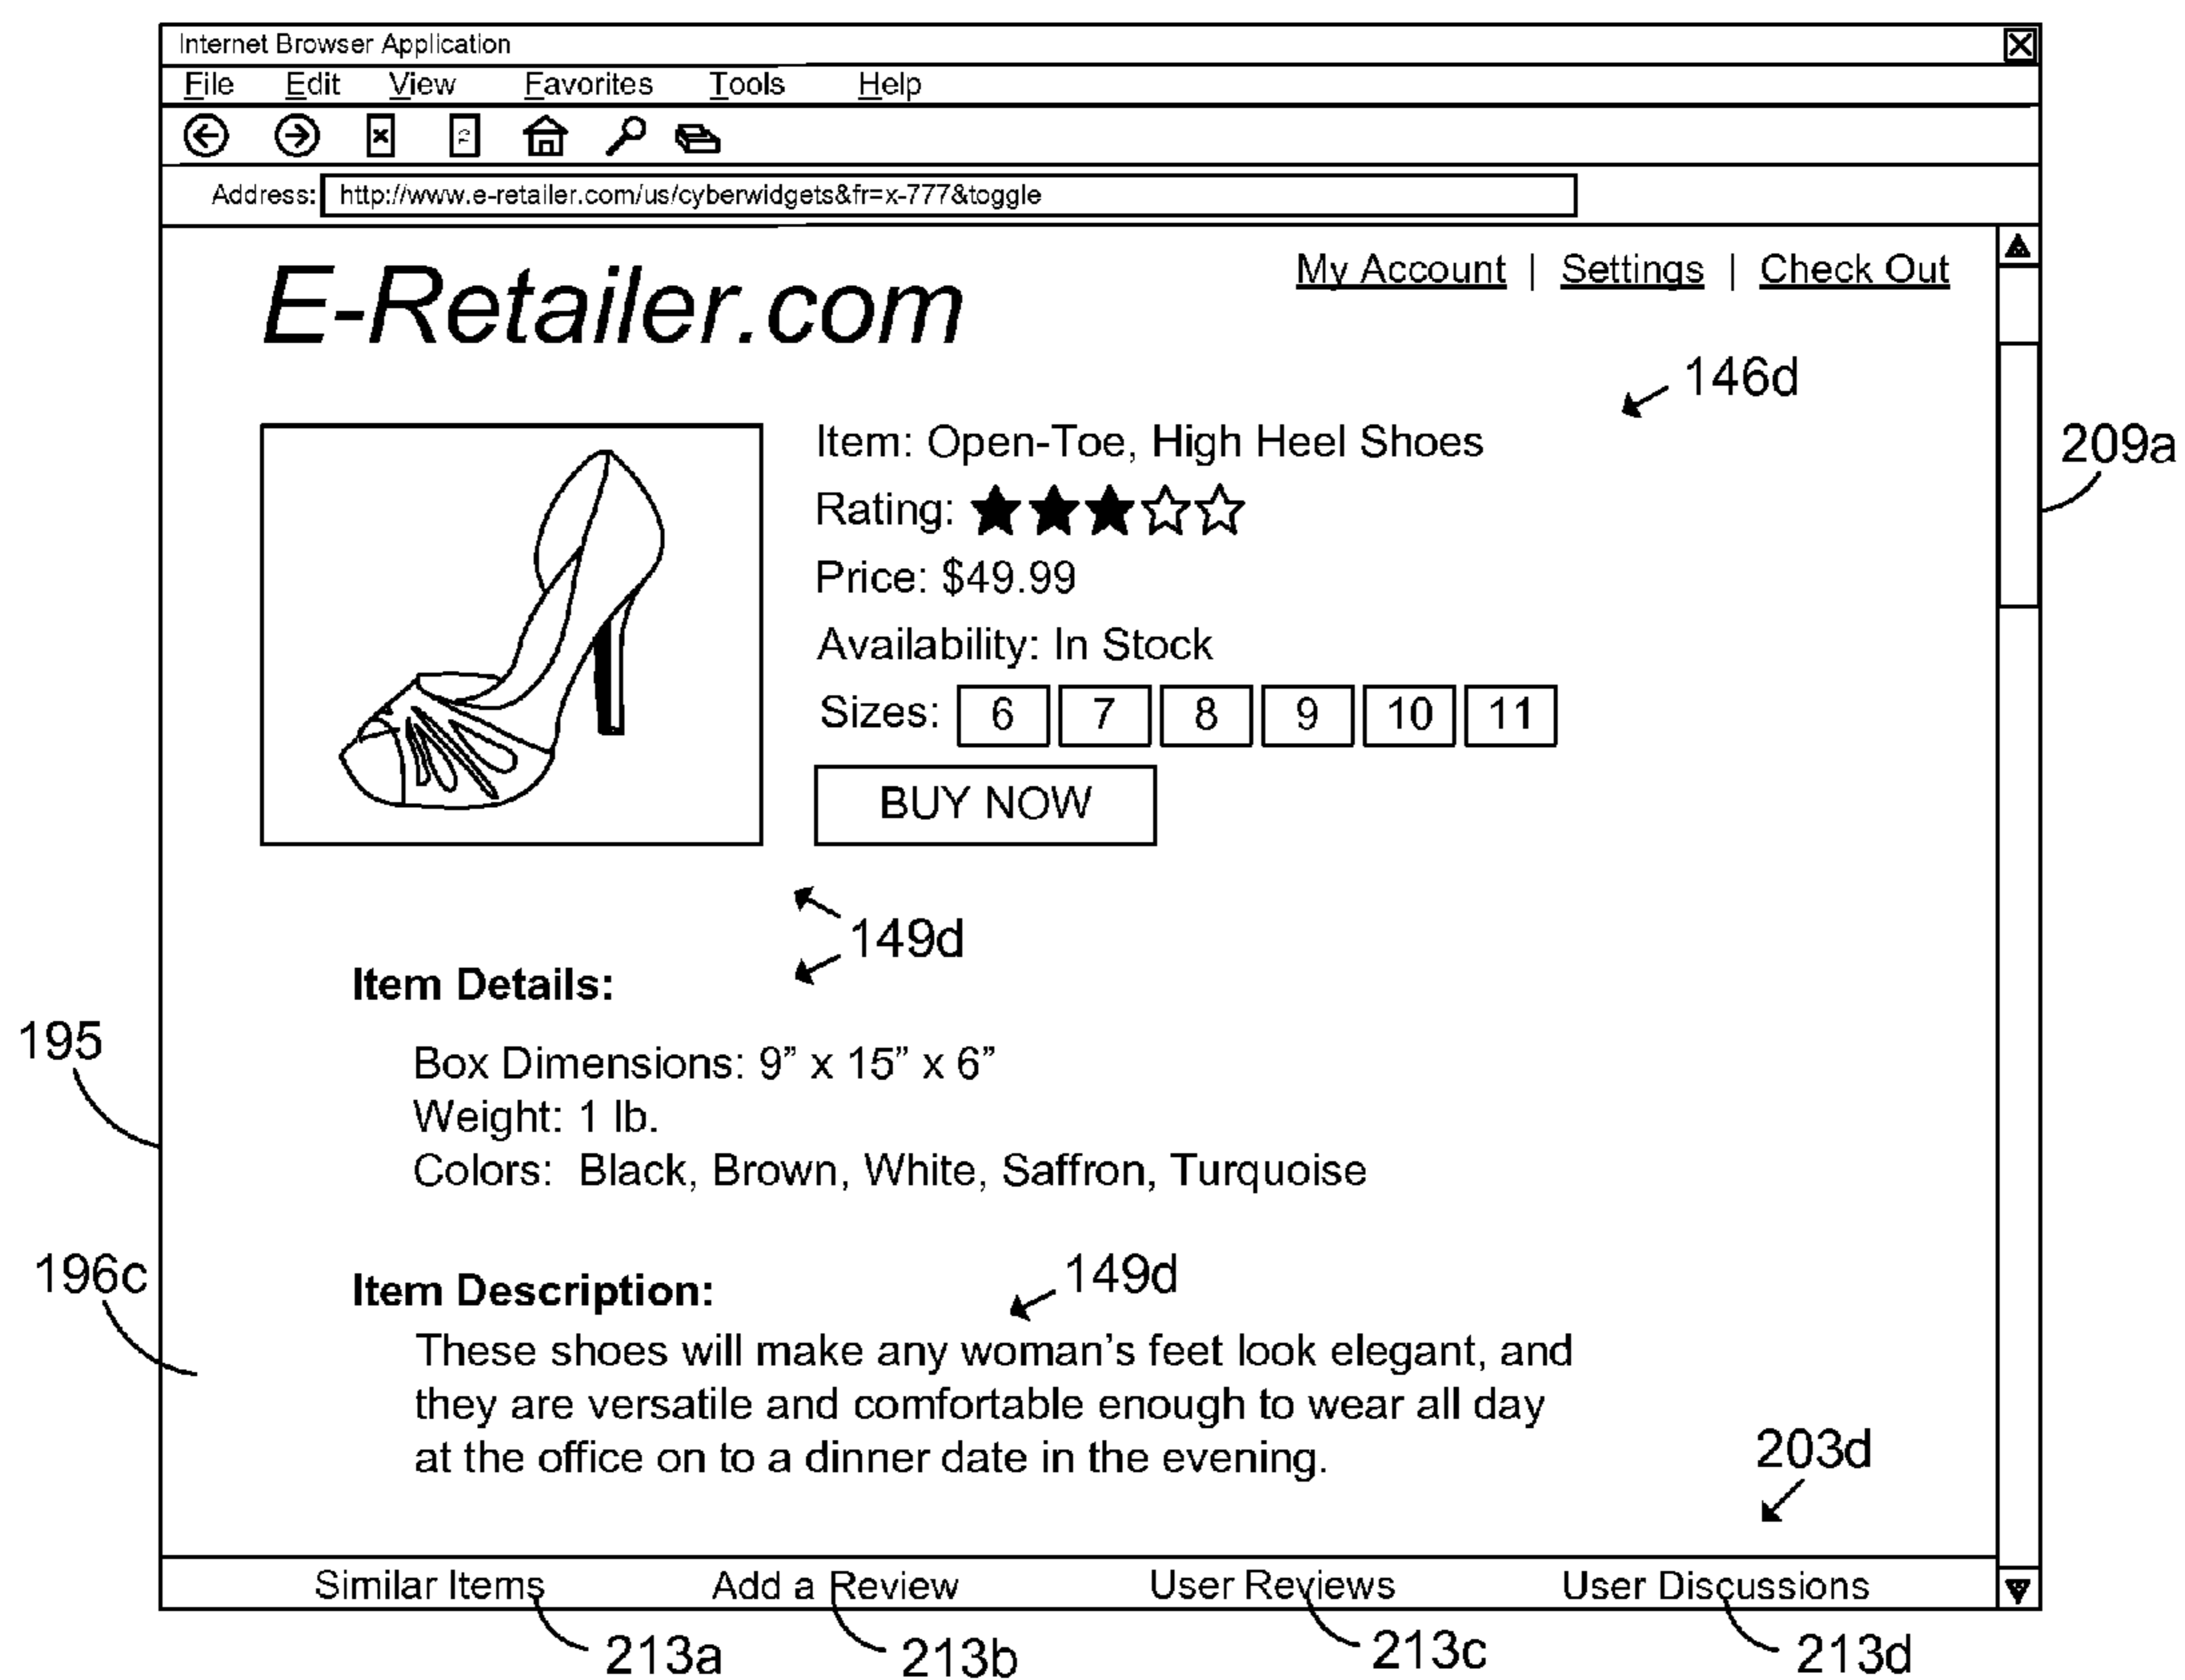 Internet Browser Application
File Edit View Favorites Tools Help
Address: http://www.e-retailer.com/us/cyberwidgets&fr=x-777&toggle
My Account | Settings | Check Out
E-Retailer.com
146d
209a
Item: Open-Toe, High Heel Shoes
Rating:
Price: $49.99
Availability: In Stock
Sizes: 6 7 8 9 10 11
BUY NOW
149d
Item Details:
195
Box Dimensions: 9” x 15” x 6”
Weight: 1 lb.
Colors: Black, Brown, White, Saffron, Turquoise
196c
149d
Item Description:
These shoes will make any woman’s feet look elegant, and
they are versatile and comfortable enough to wear all day
at the office on to a dinner date in the evening.
203d
Similar Items Add a Review User Reviews User Discussions
213a 213b 213c 213d